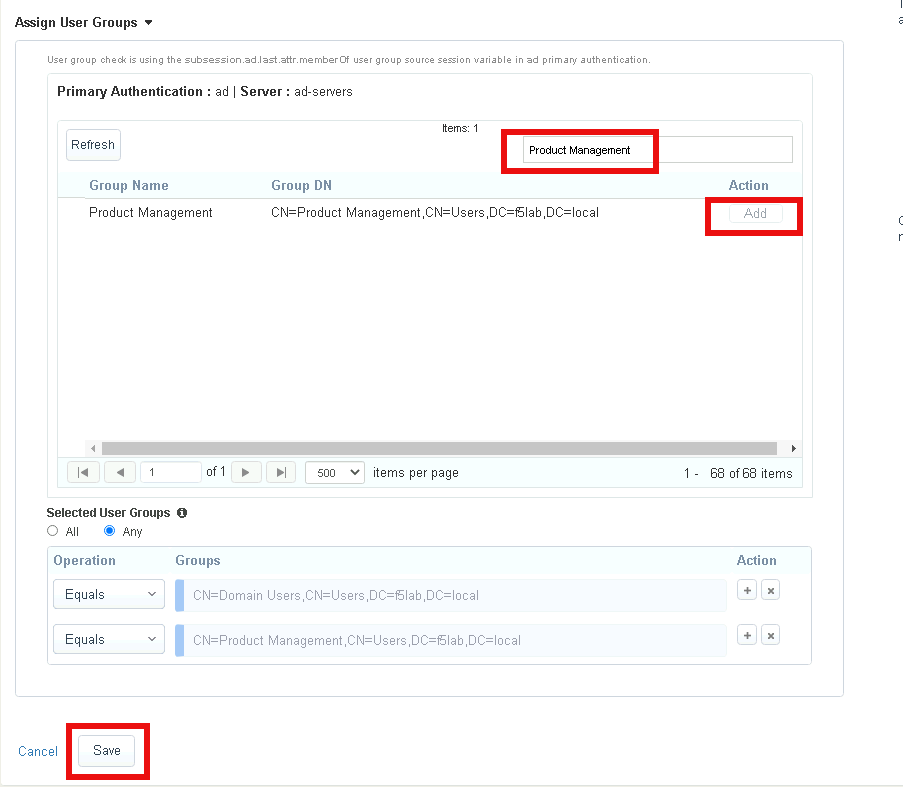 Assign User Groups
User group check is using the subsession.ad.last.attr.memberOf user group source session variable in ad primary authentication.
Primary Authentication : ad | Server : ad-servers
Items: 1
Refresh
Product Management
Group Name Group DN Action
Product Management CN=Product Management,CN=Users,DC=f5lab,DC=local Add
1 of 1 500 items per page 1 - 68 of 68 items
Selected User Groups
All Any
Operation Groups Action
Equals CN=Domain Users,CN=Users,DC=f5lab,DC=local
Equals CN=Product Management,CN=Users,DC=f5lab,DC=local
Cancel Save